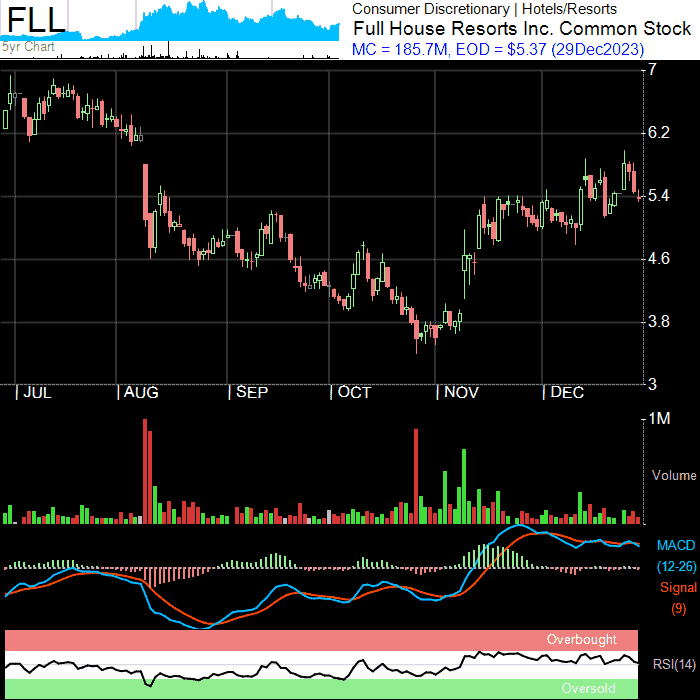 FLL
5yr Chart
Consumer Discretionary | Hotels/Resorts
Full House Resorts Inc. Common Stock
MC = 185.7M, EOD = $5.37 (29Dec2023)
7
6.2
5.4
4.6
3.8
3
JUL AUG SEP OCT NOV DEC
1M
Volume
MACD
(12-26)
Signal
(9)
Overbought
RSI(14)
Oversold